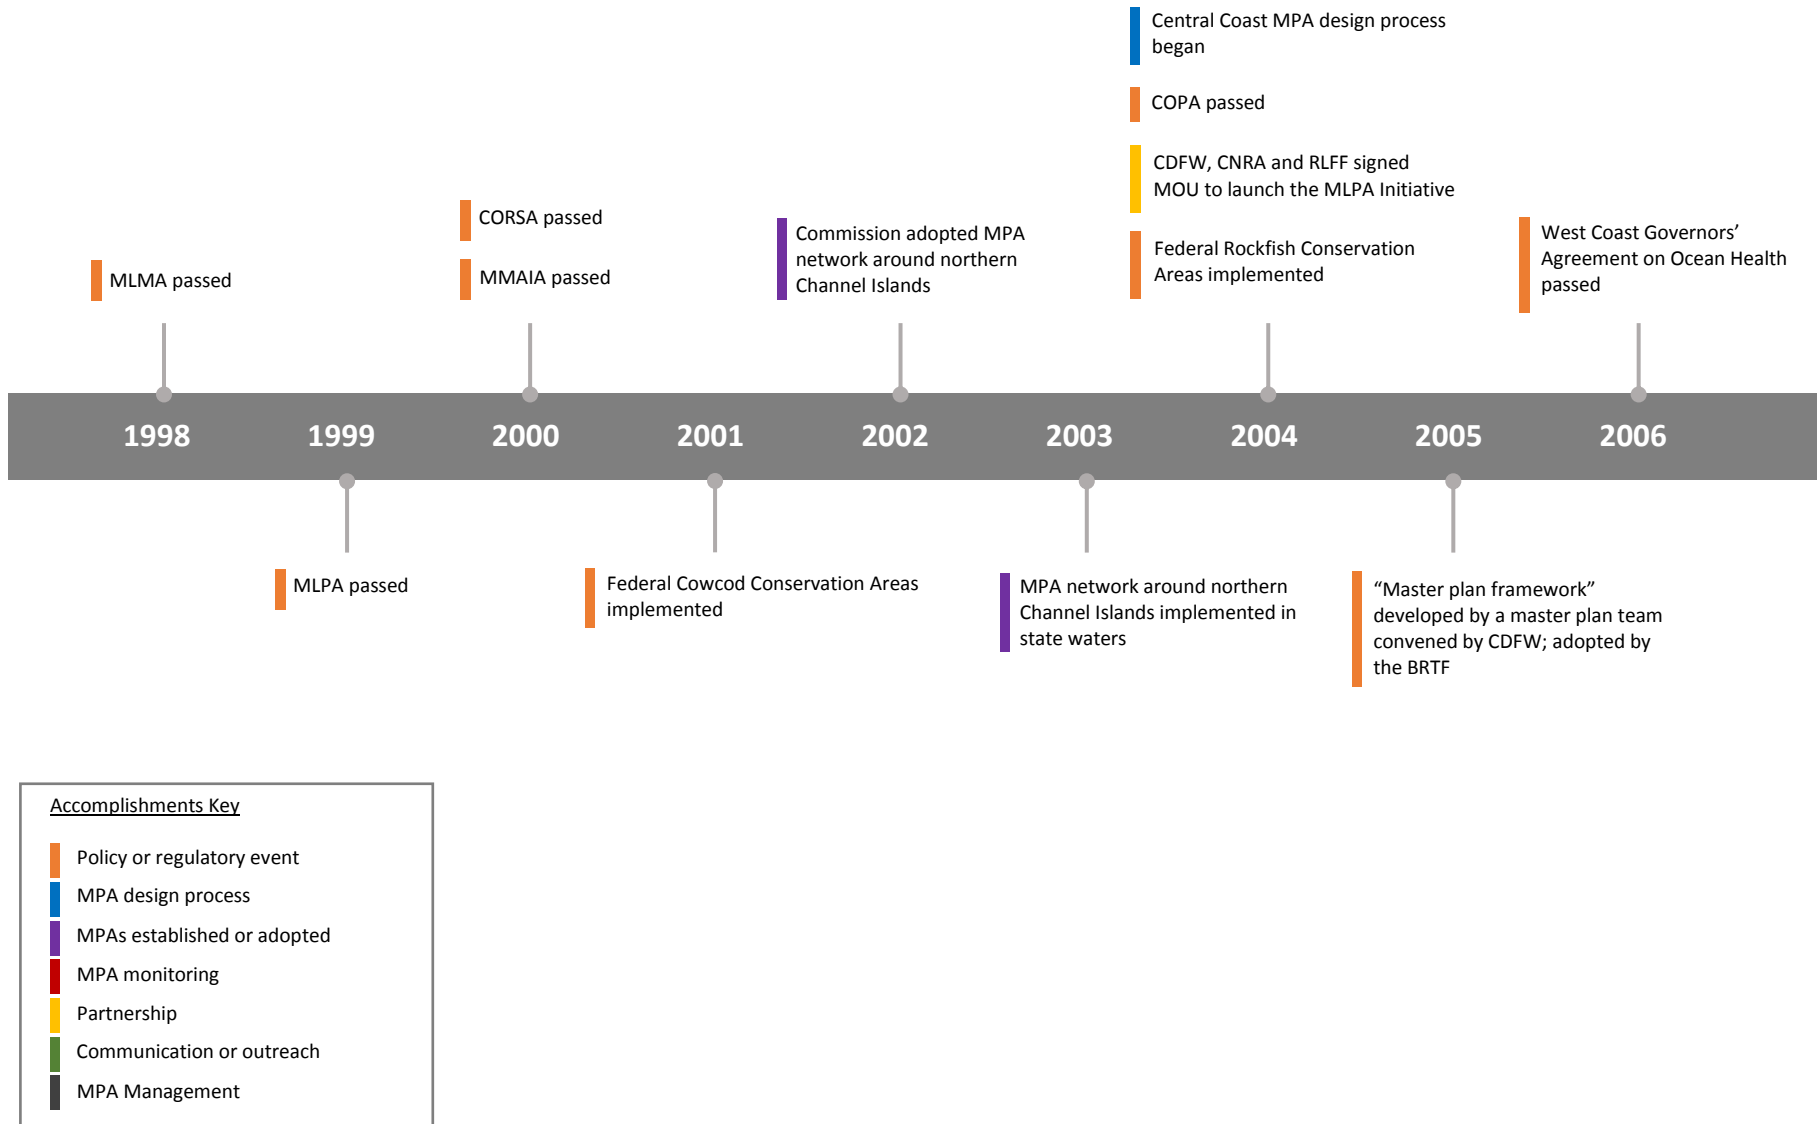 Central Coast MPA design process
began
COPA passed
CDFW, CNRA and RLFF signed
MOU to launch the MLPA Initiative
Federal Rockfish Conservation
Areas implemented
CORSA passed
MMAIA passed
MLMA passed
Commission adopted MPA
network around northern
Channel Islands
West Coast Governors’
Agreement on Ocean Health
passed
1998 1999 2000 2001 2002 2003 2004 2005 2006
MLPA passed
Federal Cowcod Conservation Areas
implemented
MPA network around northern
Channel Islands implemented in
state waters
“Master plan framework”
developed by a master plan team
convened by CDFW; adopted by
the BRTF
Accomplishments Key
Policy or regulatory event
MPA design process
MPAs established or adopted
MPA monitoring
Partnership
Communication or outreach
MPA Management